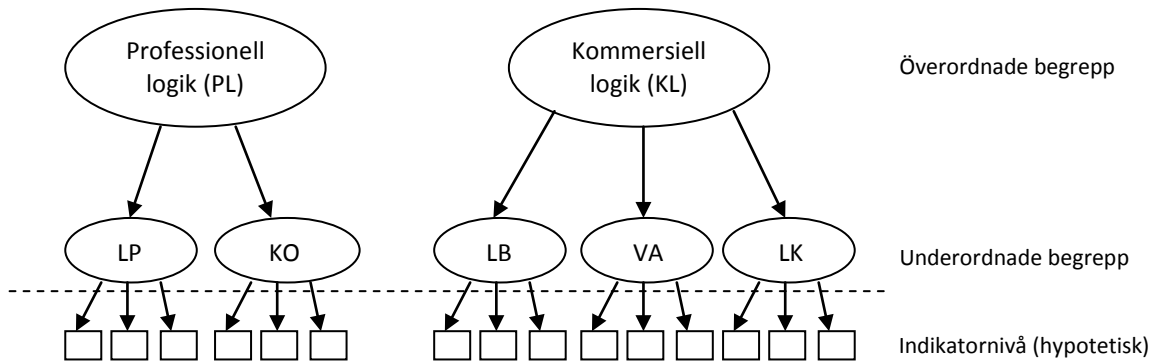 Professionell
logik (PL)
Kommersiell
logik (KL)
Överordnade begrepp
LP
KO
LB
VA
LK
Underordnade begrepp
Indikatornivå (hypotetisk)